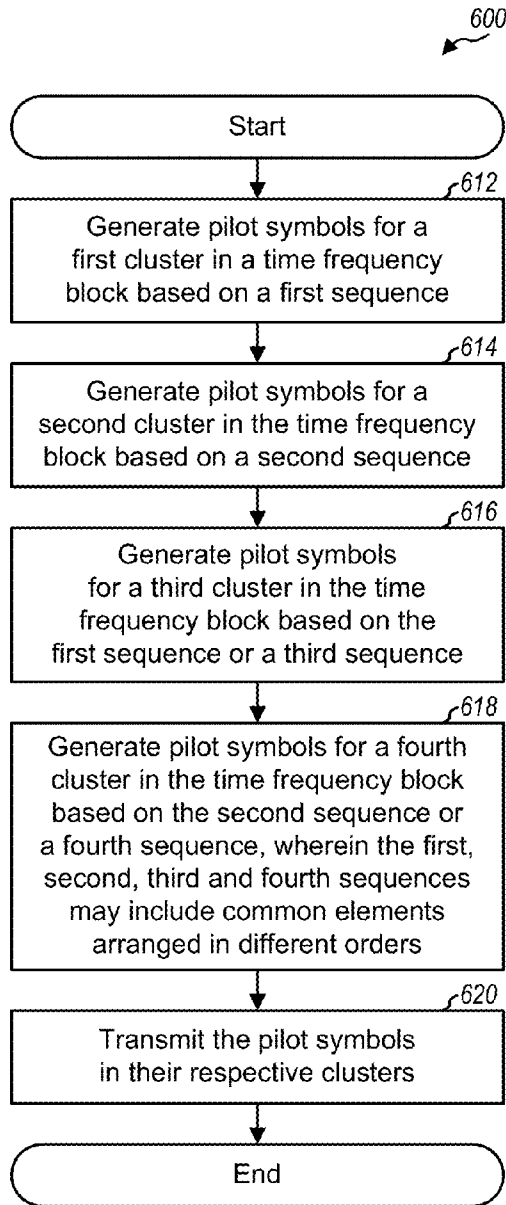 600
Start
612
Generate pilot symbols for a
first cluster in a time frequency
block based on a first sequence
614
Generate pilot symbols for a
second cluster in the time frequency
block based on a second sequence
616
Generate pilot symbols
for a third cluster in the time
frequency block based on the
first sequence or a third sequence
618
Generate pilot symbols for a fourth
cluster in the time frequency block
based on the second sequence or
a fourth sequence, wherein the first,
second, third and fourth sequences
may include common elements
arranged in different orders
620
Transmit the pilot symbols
in their respective clusters
End